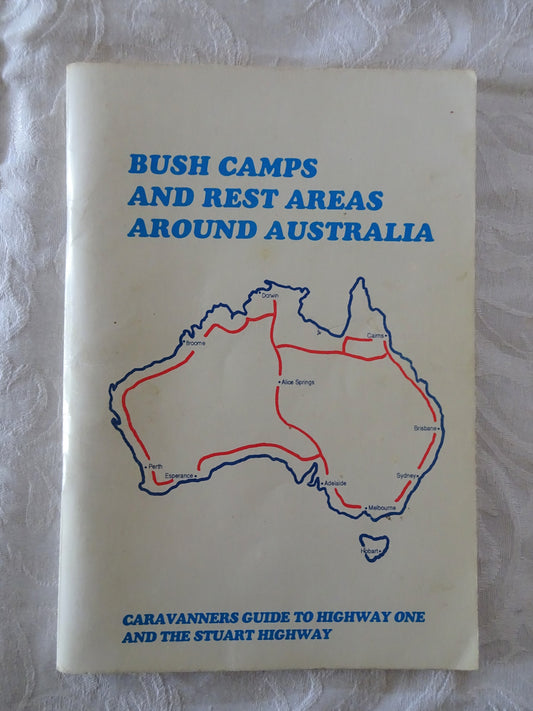 BUSH CAMPS
AND REST AREAS
AROUND AUSTRALIA
Darwin
Cairns
Broome
Alice Springs
Brisbane
Perth
Esperance
Sydney
Adelaide
Melbourne
Hobart
CARAVANNERS GUIDE TO HIGHWAY ONE
AND THE STUART HIGHWAY